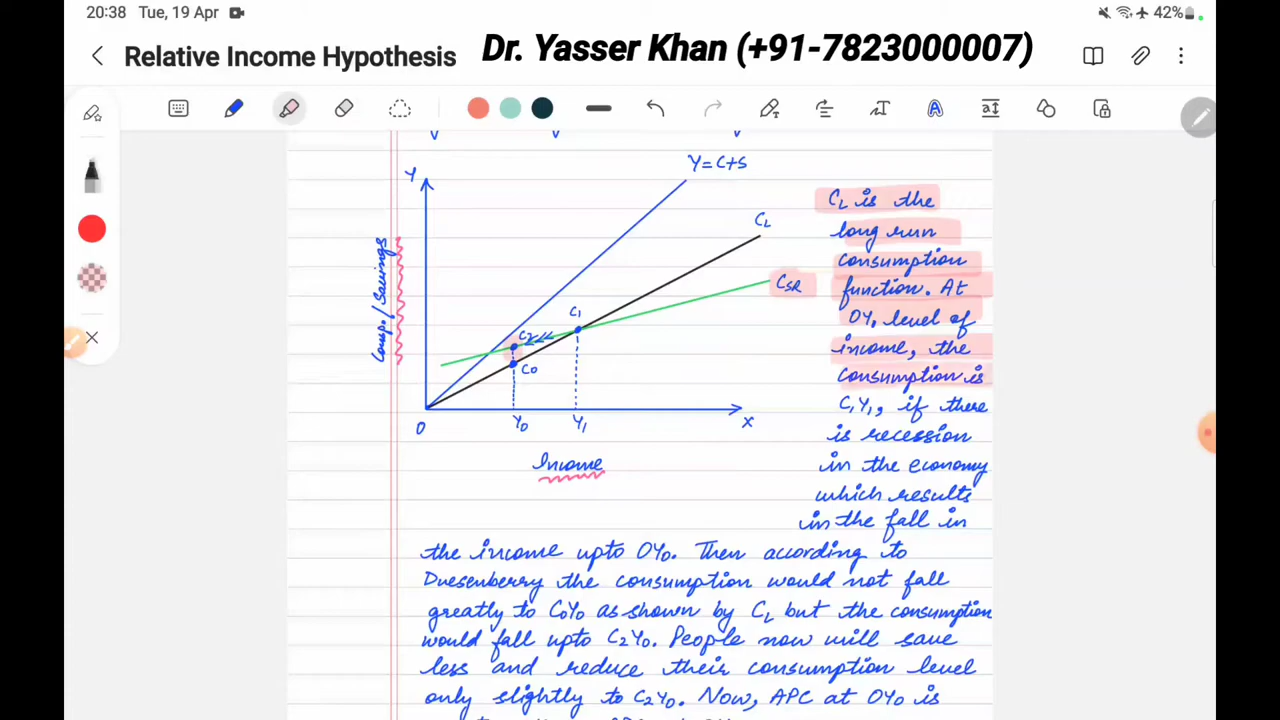 20:38 Tue, 19 Apr 42%
Relative Income Hypothesis Dr. Yasser Khan (+91-7823000007)
Y = C+S
Y
CL
CSR
C1
C2
C0
Consp./Savings
O Y0 Y1 X
Income
CL is the
long run
consumption
function. At
OY1 level of
income, the
consumption is
C1Y1, if there
is recession
in the economy
which results
in the fall in
the income upto OY0. Then according to
Duesenberry the consumption would not fall
greatly to C0Y0 as shown by CL but the consumption
would fall upto C2Y0. People now will save
less and reduce their consumption level
only slightly to C2Y0. Now, APC at OY0 is